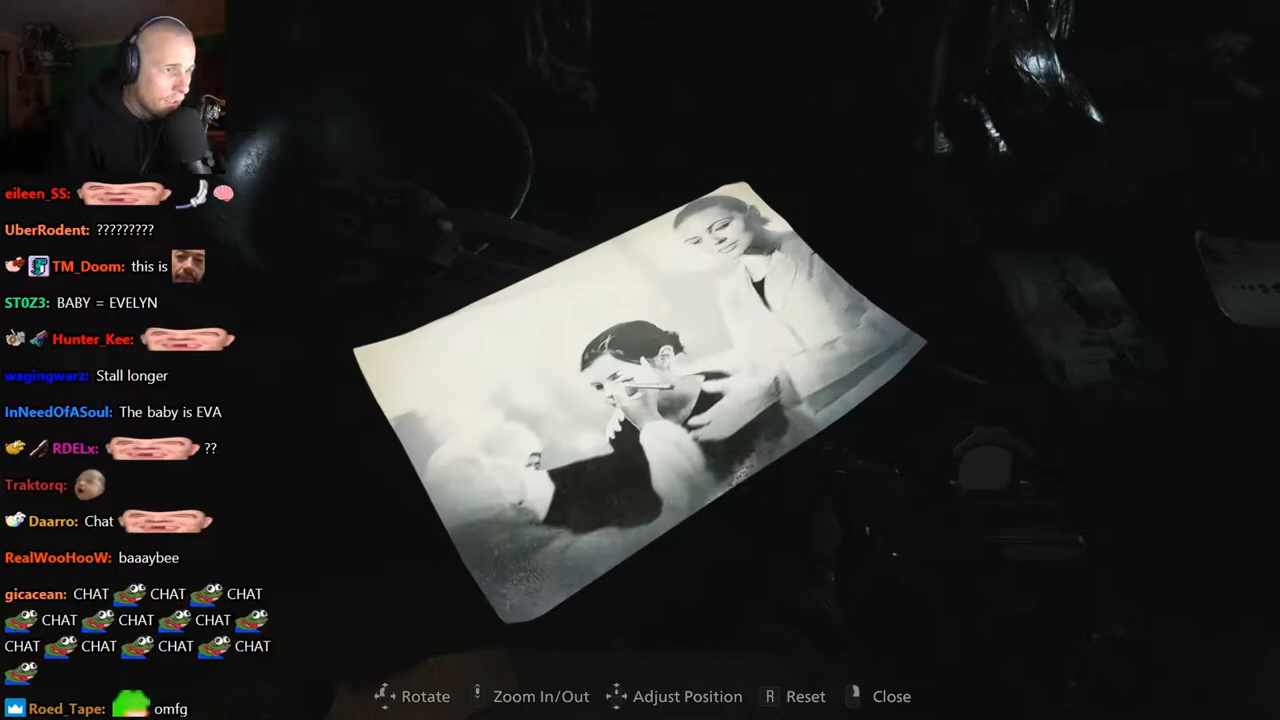 eileen_SS:
UberRodent: ?????????
TM_Doom: this is
ST0Z3: BABY = EVELYN
Hunter_Kee:
wagingwarz: Stall longer
InNeedOfASoul: The baby is EVA
RDELx: ??
Traktorq:
Daarro: Chat
RealWooHooW: baaaybee
gicacean: CHAT CHAT CHAT
CHAT CHAT CHAT
CHAT CHAT CHAT CHAT
Roed_Tape: omfg
Rotate Zoom In/Out Adjust Position R Reset Close